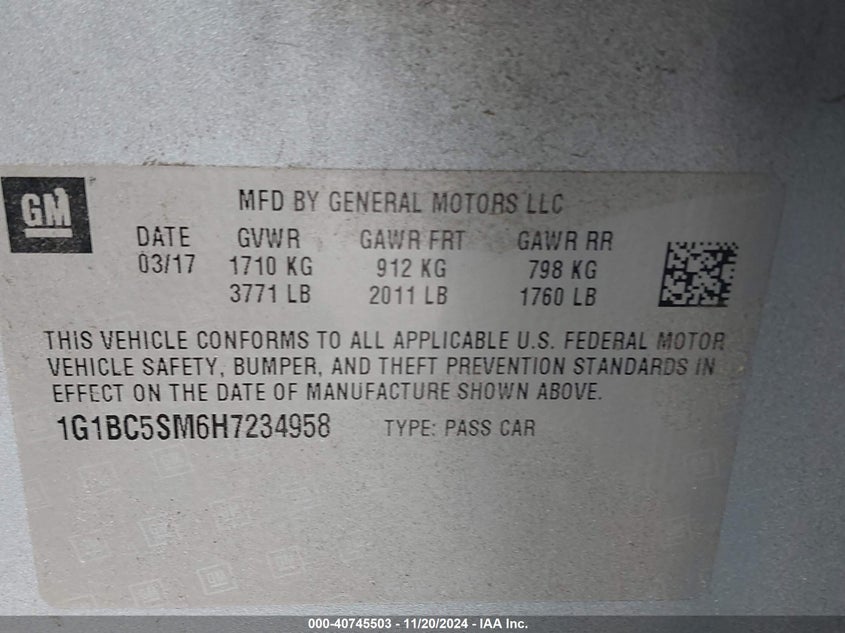 GM
MFD BY GENERAL MOTORS LLC
DATE GVWR GAWR FRT GAWR RR
03/17 1710 KG 912 KG 798 KG
3771 LB 2011 LB 1760 LB
THIS VEHICLE CONFORMS TO ALL APPLICABLE U.S. FEDERAL MOTOR
VEHICLE SAFETY, BUMPER, AND THEFT PREVENTION STANDARDS IN
EFFECT ON THE DATE OF MANUFACTURE SHOWN ABOVE.
1G1BC5SM6H7234958 TYPE: PASS CAR
000-40745503 - 11/20/2024 - IAA Inc.